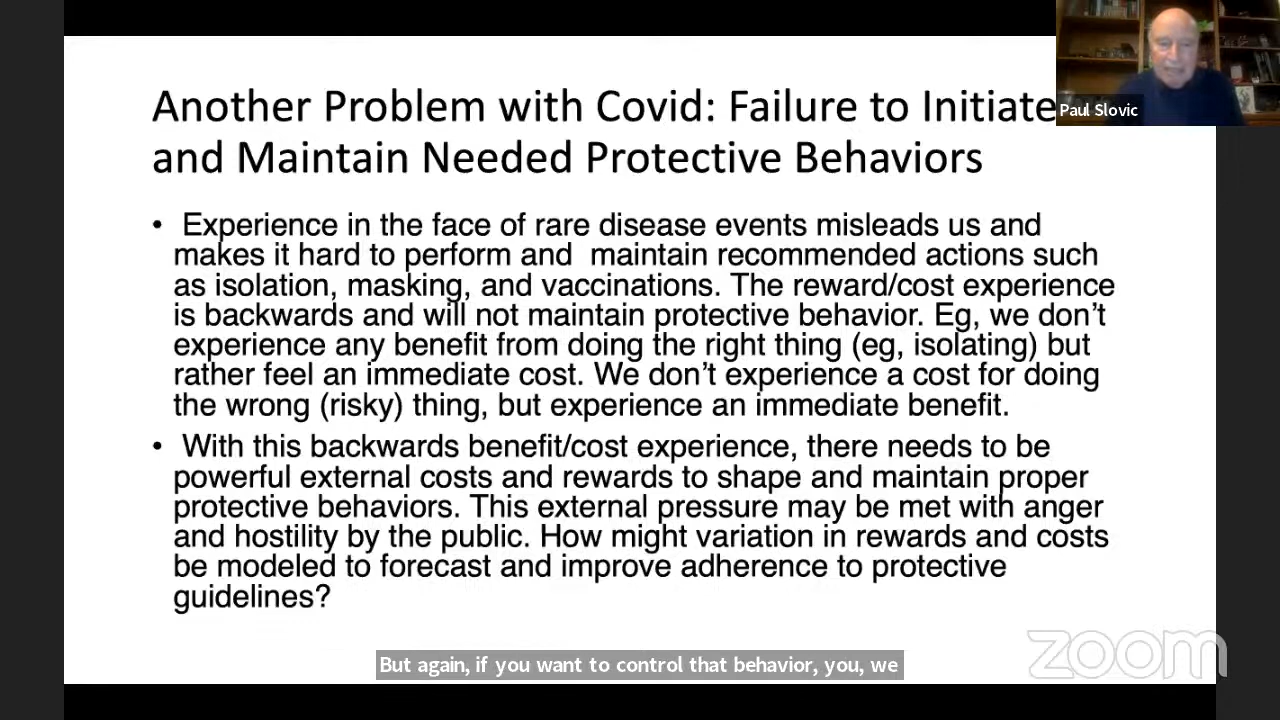 Another Problem with Covid: Failure to Initiate
and Maintain Needed Protective Behaviors
Paul Slovic
• Experience in the face of rare disease events misleads us and
makes it hard to perform and  maintain recommended actions such
as isolation, masking, and vaccinations. The reward/cost experience
is backwards and will not maintain protective behavior. Eg, we don’t
experience any benefit from doing the right thing (eg, isolating) but
rather feel an immediate cost. We don’t experience a cost for doing
the wrong (risky) thing, but experience an immediate benefit.
• With this backwards benefit/cost experience, there needs to be
powerful external costs and rewards to shape and maintain proper
protective behaviors. This external pressure may be met with anger
and hostility by the public. How might variation in rewards and costs
be modeled to forecast and improve adherence to protective
guidelines?
zoom
But again, if you want to control that behavior, you, we